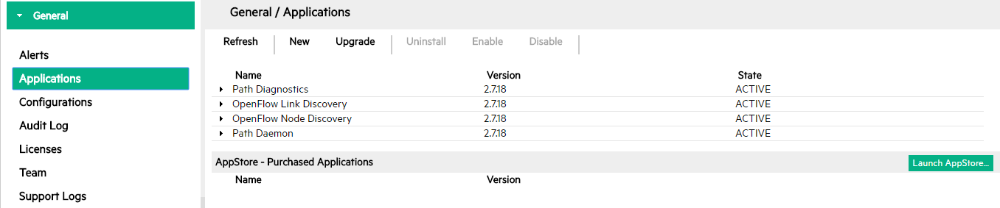 General
General / Applications
Refresh New Upgrade Uninstall Enable Disable
Alerts
Applications
Configurations
Audit Log
Licenses
Team
Support Logs
Name Version State
Path Diagnostics 2.7.18 ACTIVE
OpenFlow Link Discovery 2.7.18 ACTIVE
OpenFlow Node Discovery 2.7.18 ACTIVE
Path Daemon 2.7.18 ACTIVE
AppStore - Purchased Applications Launch AppStore...
Name Version